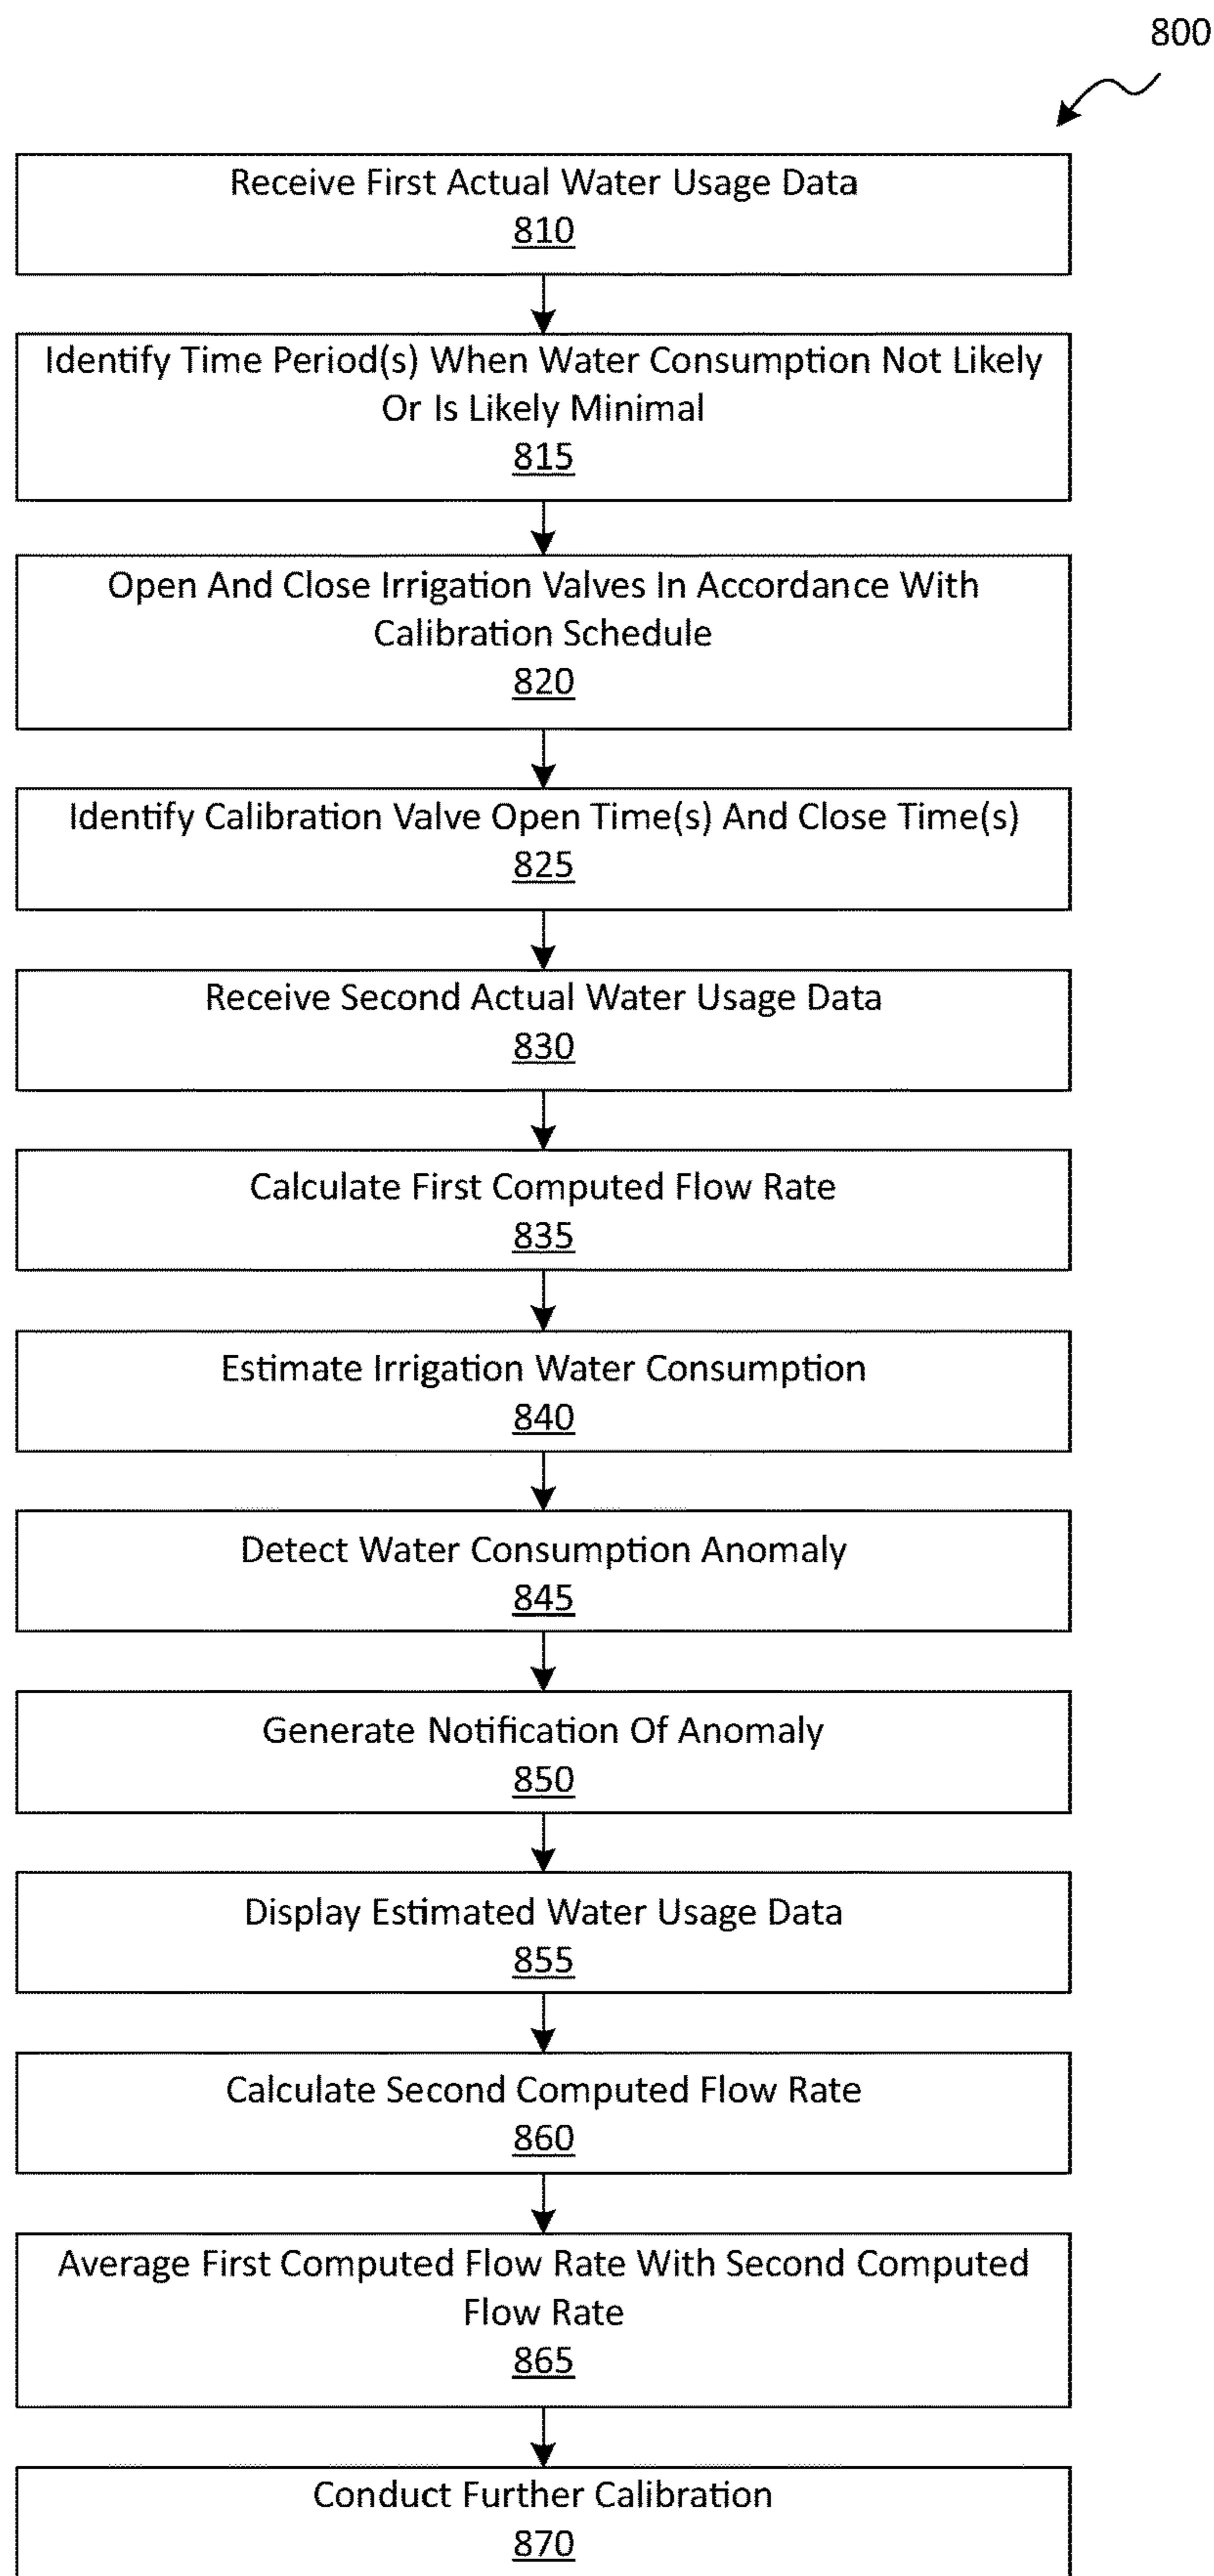 800
Receive First Actual Water Usage Data
810
Identify Time Period(s) When Water Consumption Not Likely
Or Is Likely Minimal
815
Open And Close Irrigation Valves In Accordance With
Calibration Schedule
820
Identify Calibration Valve Open Time(s) And Close Time(s)
825
Receive Second Actual Water Usage Data
830
Calculate First Computed Flow Rate
835
Estimate Irrigation Water Consumption
840
Detect Water Consumption Anomaly
845
Generate Notification Of Anomaly
850
Display Estimated Water Usage Data
855
Calculate Second Computed Flow Rate
860
Average First Computed Flow Rate With Second Computed
Flow Rate
865
Conduct Further Calibration
870